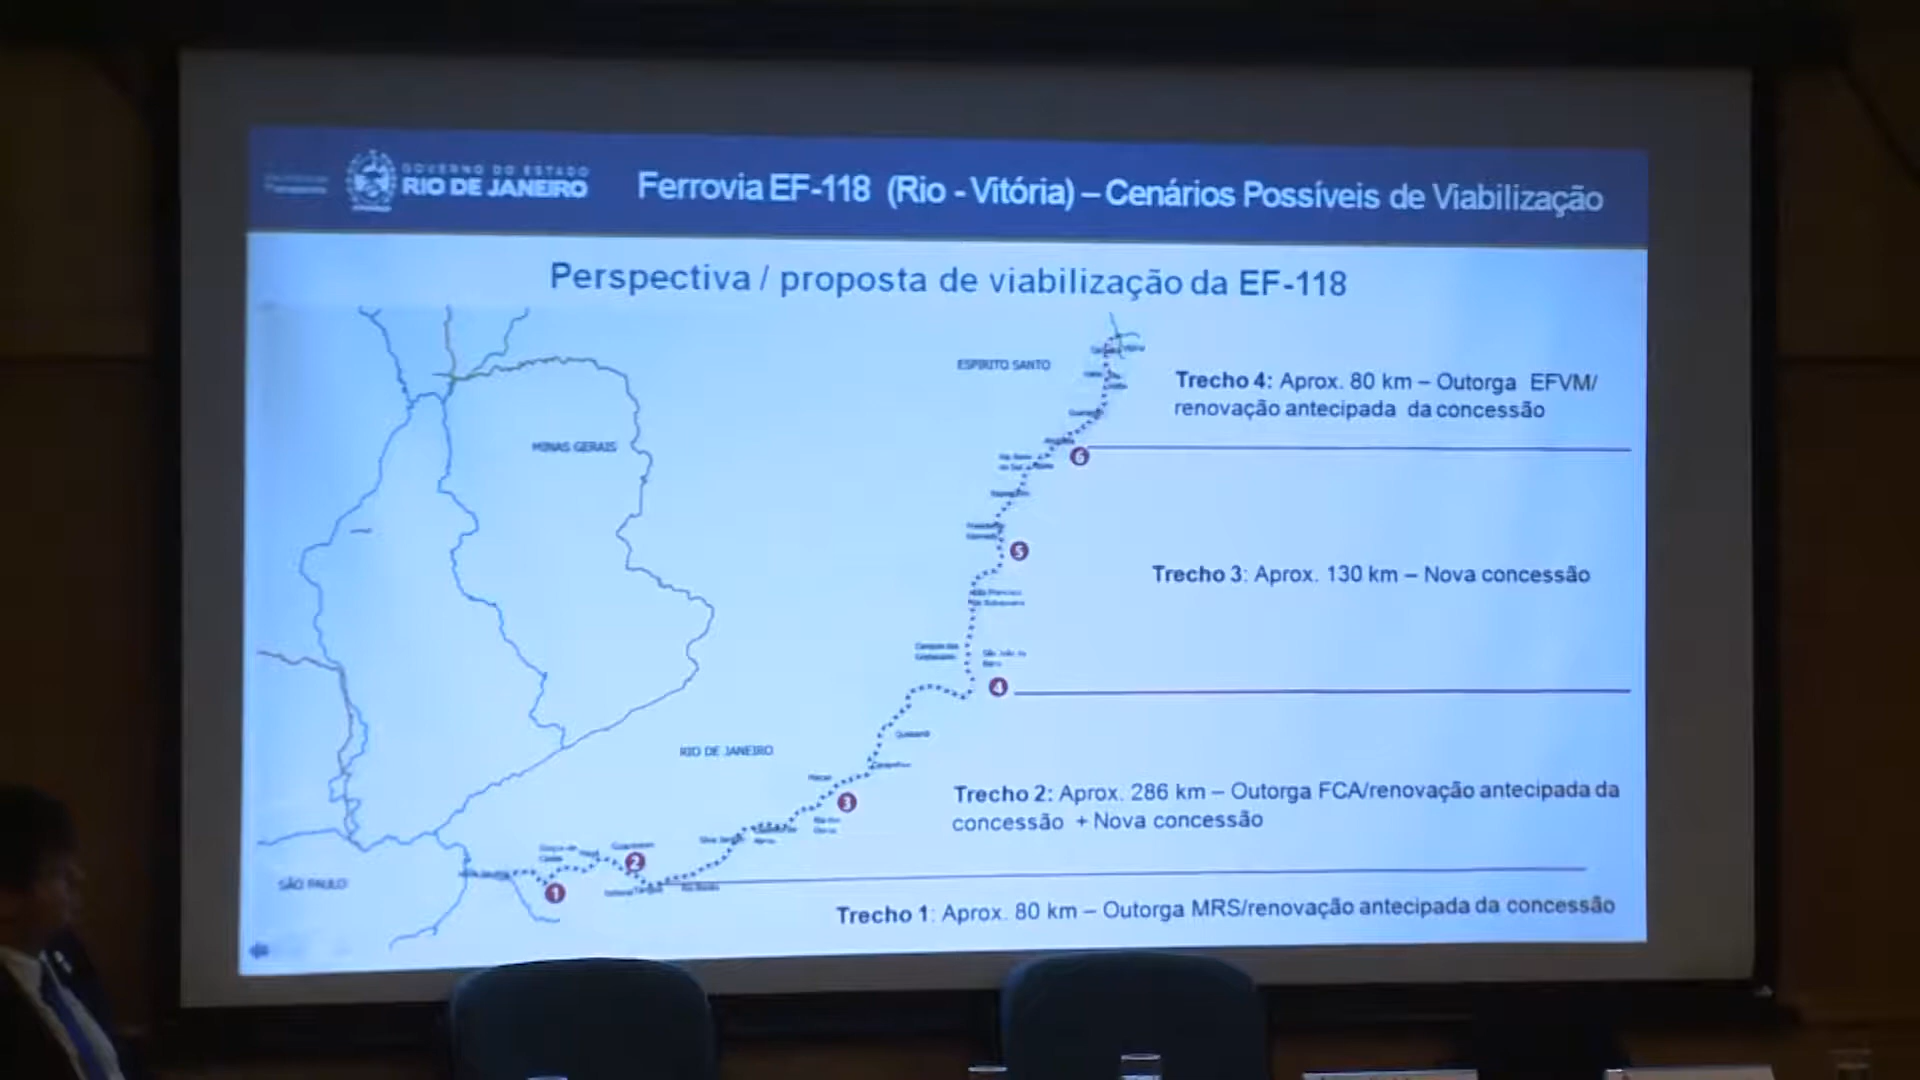 GOVERNO DO ESTADO
RIO DE JANEIRO
Ferrovia EF-118 (Rio - Vitória) – Cenários Possíveis de Viabilização
Perspectiva / proposta de viabilização da EF-118
ESPIRITO SANTO
Trecho 4: Aprox. 80 km – Outorga EFVM/
renovação antecipada da concessão
MINAS GERAIS
6
5
Trecho 3: Aprox. 130 km – Nova concessão
4
RIO DE JANEIRO
3
Trecho 2: Aprox. 286 km – Outorga FCA/renovação antecipada da
concessão + Nova concessão
2
SÃO PAULO
1
Trecho 1: Aprox. 80 km – Outorga MRS/renovação antecipada da concessão